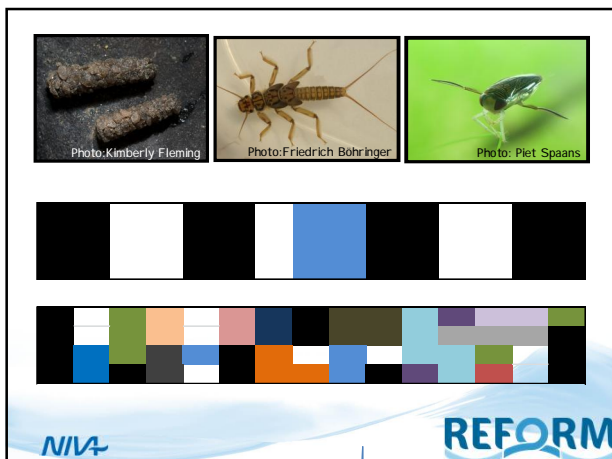 Photo:Kimberly Fleming
Photo:Friedrich Böhringer
Photo: Piet Spaans
NIVA
REFORM